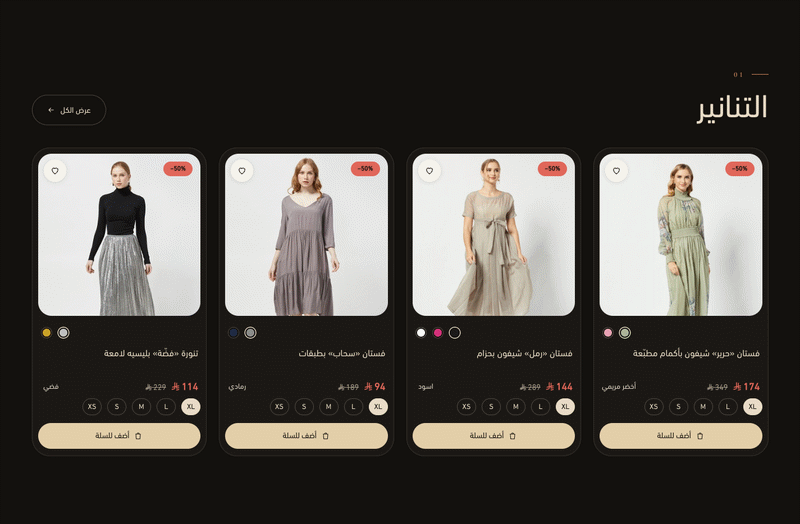 01
التنانير
عرض الكل ←
-50%
فستان «حرير» شيفون بأكمام مطبّعة
174 349
أخضر مريمي
XL L M S XS
أضف للسلة
-50%
فستان «رمل» شيفون بحزام
144 289
اسود
XL L M S XS
أضف للسلة
-50%
فستان «سحاب» بطبقات
94 189
رمادي
XL L M S XS
أضف للسلة
-50%
تنورة «فضّة» بليسيه لامعة
114 229
فضي
XL L M S XS
أضف للسلة